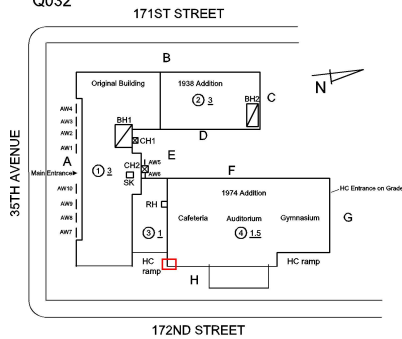 Q032
171ST STREET
B
Original Building
1938 Addition
N
AW4
AW3
AW2
AW1
BH1
② 3
BH2
C
CH1
D
35TH AVENUE
A
E
Main Entrance
① 3
CH2
AW5
AW6
SK
F
AW10
AW9
AW8
AW7
1974 Addition
HC Entrance on Grade
RH
Cafeteria
Auditorium
Gymnasium
G
③ 1
④ 1.5
HC
ramp
HC ramp
H
172ND STREET